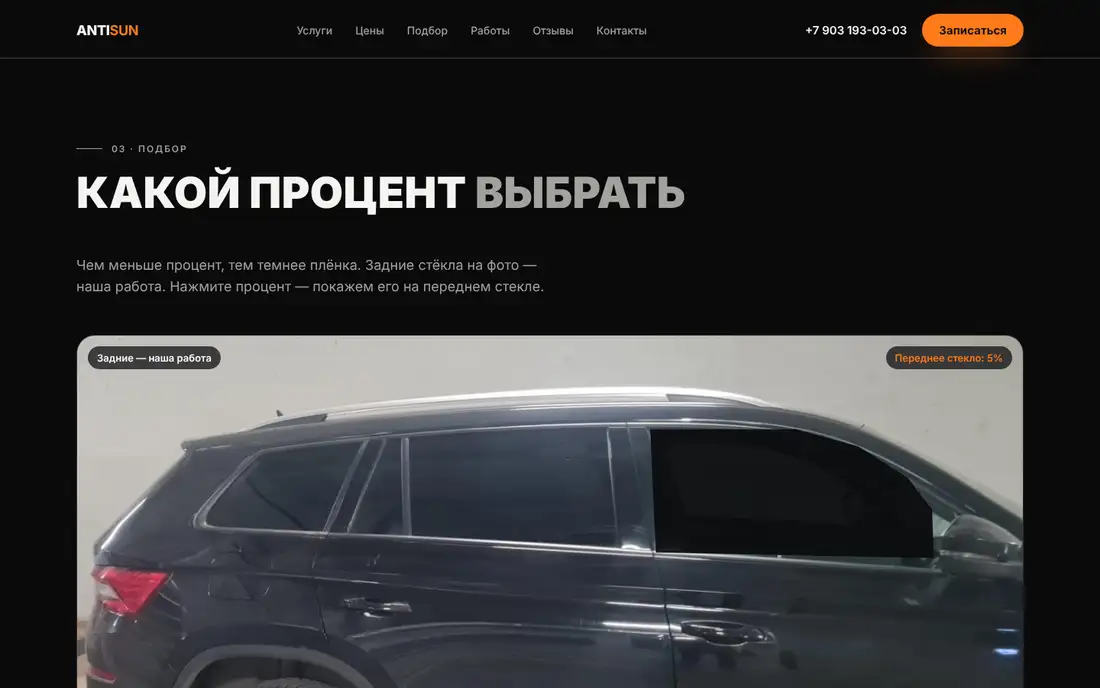 ANTISUN
Услуги Цены Подбор Работы Отзывы Контакты
+7 903 193-03-03
Записаться
03 · ПОДБОР
КАКОЙ ПРОЦЕНТ ВЫБРАТЬ
Чем меньше процент, тем темнее плёнка. Задние стёкла на фото —
наша работа. Нажмите процент — покажем его на переднем стекле.
Задние — наша работа
Переднее стекло: 5%